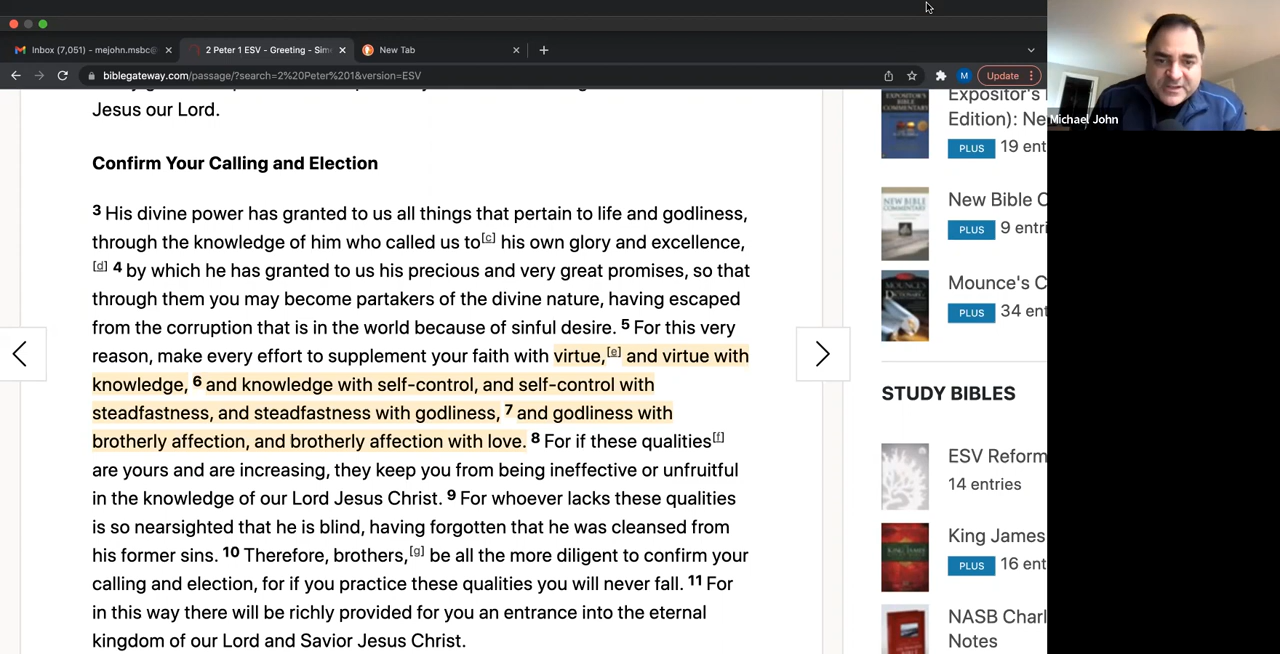 Inbox (7,051) - mejohn.msbc@
2 Peter 1 ESV - Greeting - Sim
New Tab
biblegateway.com/passage/?search=2%20Peter%201&version=ESV
M
Update
Jesus our Lord.
Confirm Your Calling and Election
3 His divine power has granted to us all things that pertain to life and godliness,
through the knowledge of him who called us to[c] his own glory and excellence,
[d] 4 by which he has granted to us his precious and very great promises, so that
through them you may become partakers of the divine nature, having escaped
from the corruption that is in the world because of sinful desire. 5 For this very
reason, make every effort to supplement your faith with virtue,[e] and virtue with
knowledge, 6 and knowledge with self-control, and self-control with
steadfastness, and steadfastness with godliness, 7 and godliness with
brotherly affection, and brotherly affection with love. 8 For if these qualities[f]
are yours and are increasing, they keep you from being ineffective or unfruitful
in the knowledge of our Lord Jesus Christ. 9 For whoever lacks these qualities
is so nearsighted that he is blind, having forgotten that he was cleansed from
his former sins. 10 Therefore, brothers,[g] be all the more diligent to confirm your
calling and election, for if you practice these qualities you will never fall. 11 For
in this way there will be richly provided for you an entrance into the eternal
kingdom of our Lord and Savior Jesus Christ.
EXPOSITOR'S
BIBLE
COMMENTARY
Expositor's
Edition): Ne
PLUS 19 ent
NEW BIBLE
COMMENTARY
New Bible C
PLUS 9 entri
MOUNCE'S
Mounce's C
PLUS 34 ent
STUDY BIBLES
ESV Reform
14 entries
King James
PLUS 16 ent
NASB Charl
Notes
Michael John